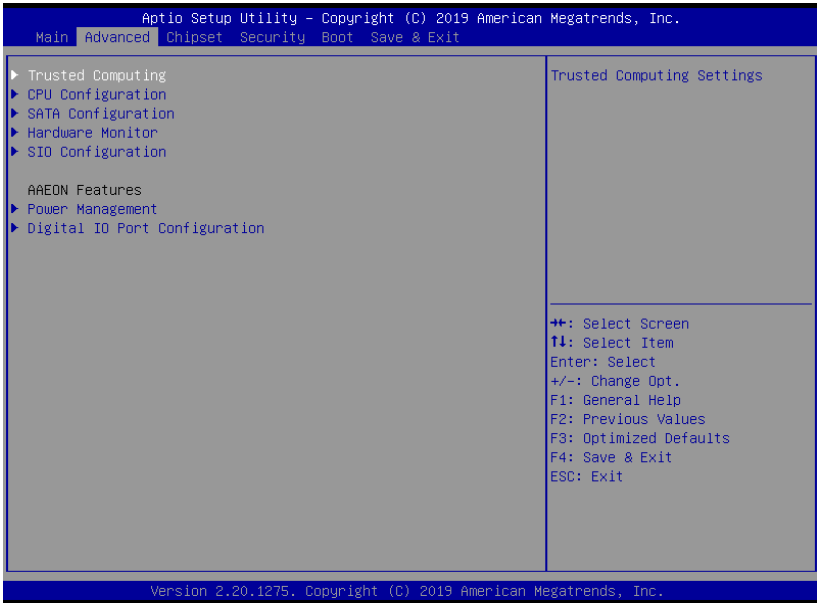 Aptio Setup Utility – Copyright (C) 2019 American Megatrends, Inc.
Main Advanced Chipset Security Boot Save & Exit
Trusted Computing
CPU Configuration
SATA Configuration
Hardware Monitor
SIO Configuration
AAEON Features
Power Management
Digital IO Port Configuration
Trusted Computing Settings
→←: Select Screen
↑↓: Select Item
Enter: Select
+/-: Change Opt.
F1: General Help
F2: Previous Values
F3: Optimized Defaults
F4: Save & Exit
ESC: Exit
Version 2.20.1275. Copyright (C) 2019 American Megatrends, Inc.